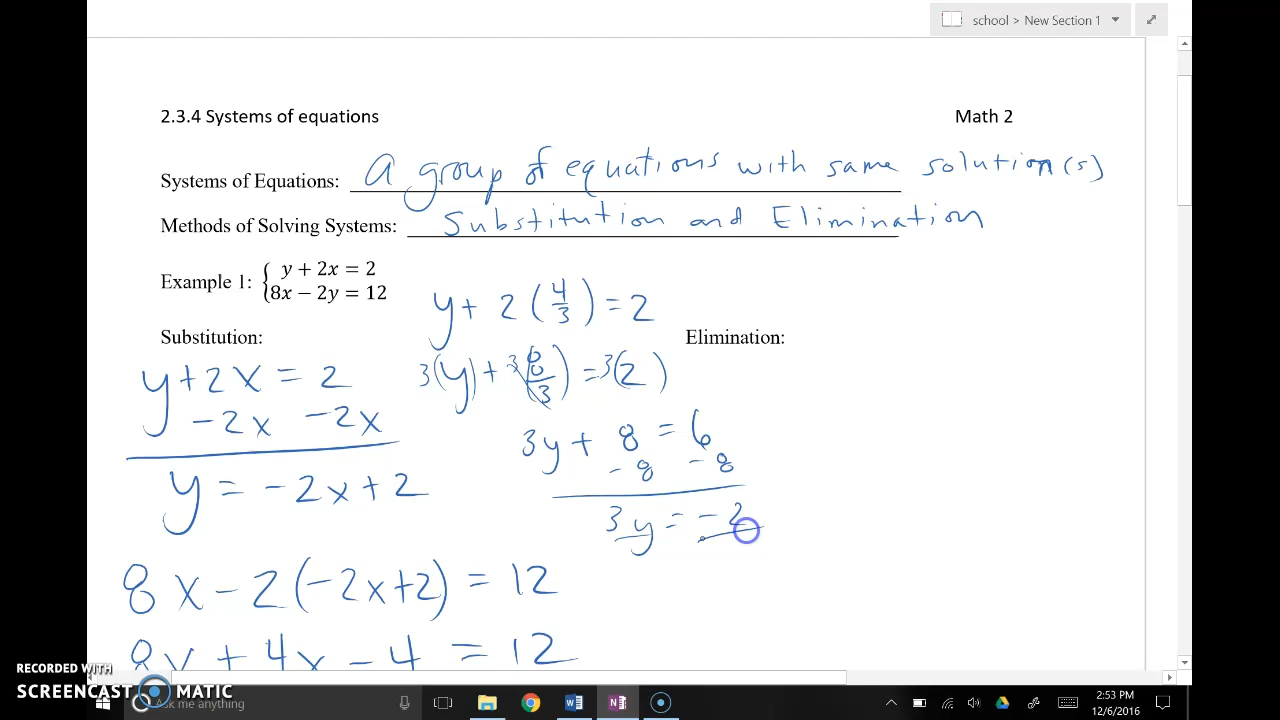 school > New Section 1
2.3.4 Systems of equations Math 2
Systems of Equations: A group of equations with same solution(s)
Methods of Solving Systems: Substitution and Elimination
Example 1: { y + 2x = 2
8x − 2y = 12
Substitution:
y+2x = 2
-2x -2x
y = -2x+2
8x-2(-2x+2) = 12
8x + 4x - 4 = 12
y+ 2(4/3) = 2
3(y)+3(8/3)=3(2)
3y + 8 = 6
-8 -8
3y = -2
Elimination:
RECORDED WITH
SCREENCAST MATIC
Ask me anything
2:53 PM
12/6/2016